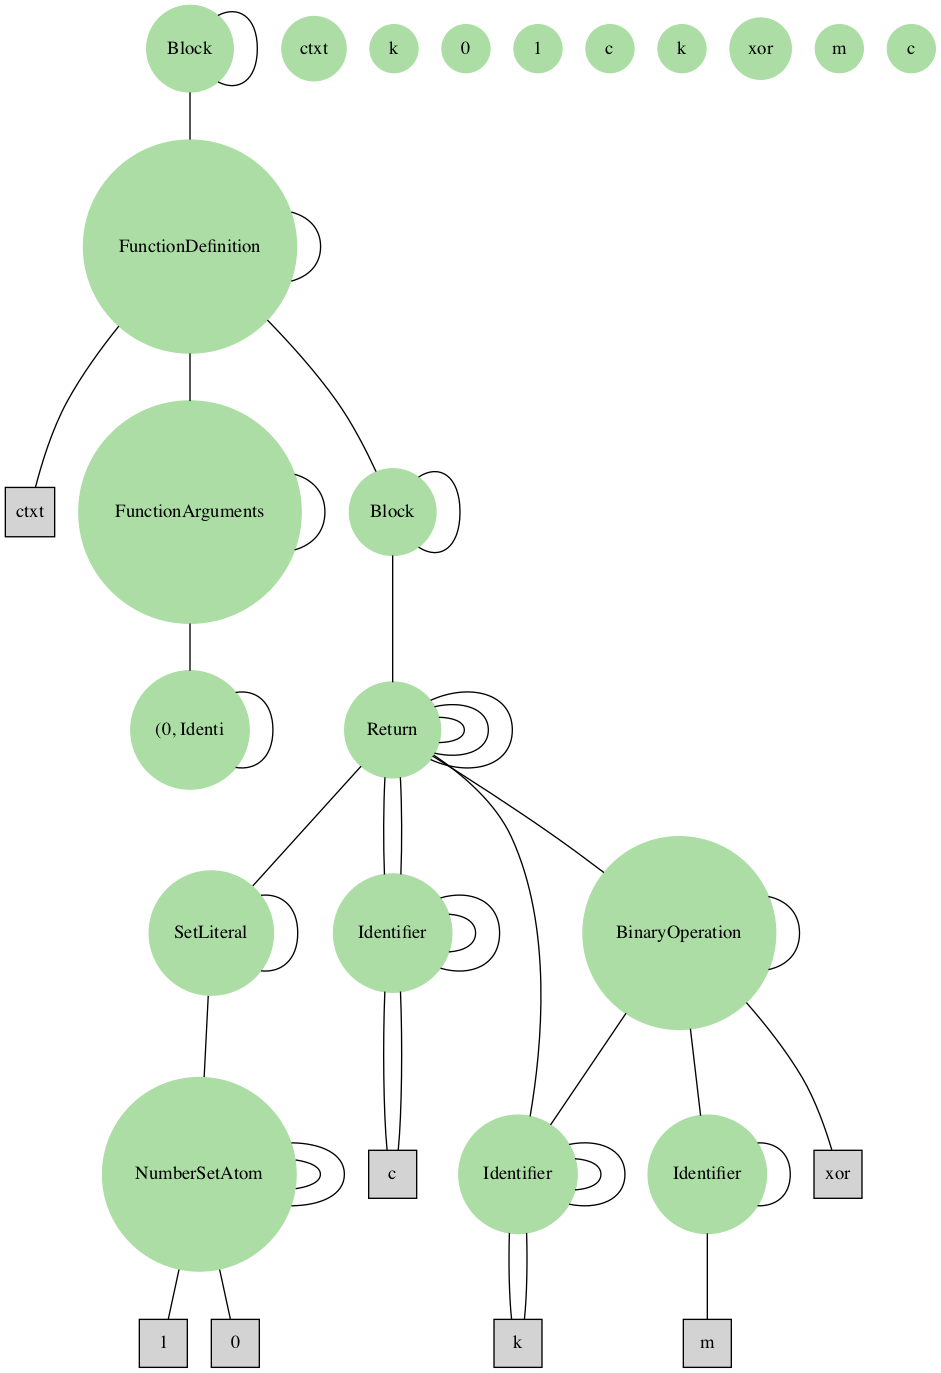 Block
ctxt
k
0
1
c
k
xor
m
c
FunctionDefinition
ctxt
FunctionArguments
Block
(0, Identi
Return
SetLiteral
Identifier
BinaryOperation
NumberSetAtom
c
Identifier
Identifier
xor
1
0
k
m